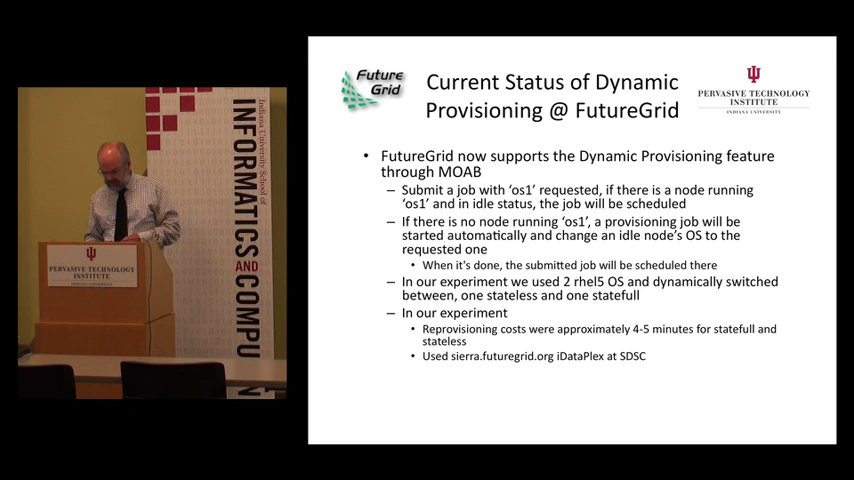 Future
Grid
Current Status of Dynamic
Provisioning @ FutureGrid
PERVASIVE TECHNOLOGY
INSTITUTE
INDIANA UNIVERSITY
• FutureGrid now supports the Dynamic Provisioning feature
through MOAB
– Submit a job with ‘os1’ requested, if there is a node running
‘os1’ and in idle status, the job will be scheduled
– If there is no node running ‘os1’, a provisioning job will be
started automatically and change an idle node's OS to the
requested one
• When it's done, the submitted job will be scheduled there
– In our experiment we used 2 rhel5 OS and dynamically switched
between, one stateless and one statefull
– In our experiment
• Reprovisioning costs were approximately 4-5 minutes for statefull and
stateless
• Used sierra.futuregrid.org iDataPlex at SDSC
Indiana University School of
INFORMATICS AND COMPU
PERVASIVE TECHNOLOGY
INSTITUTE
INDIANA UNIVERSITY